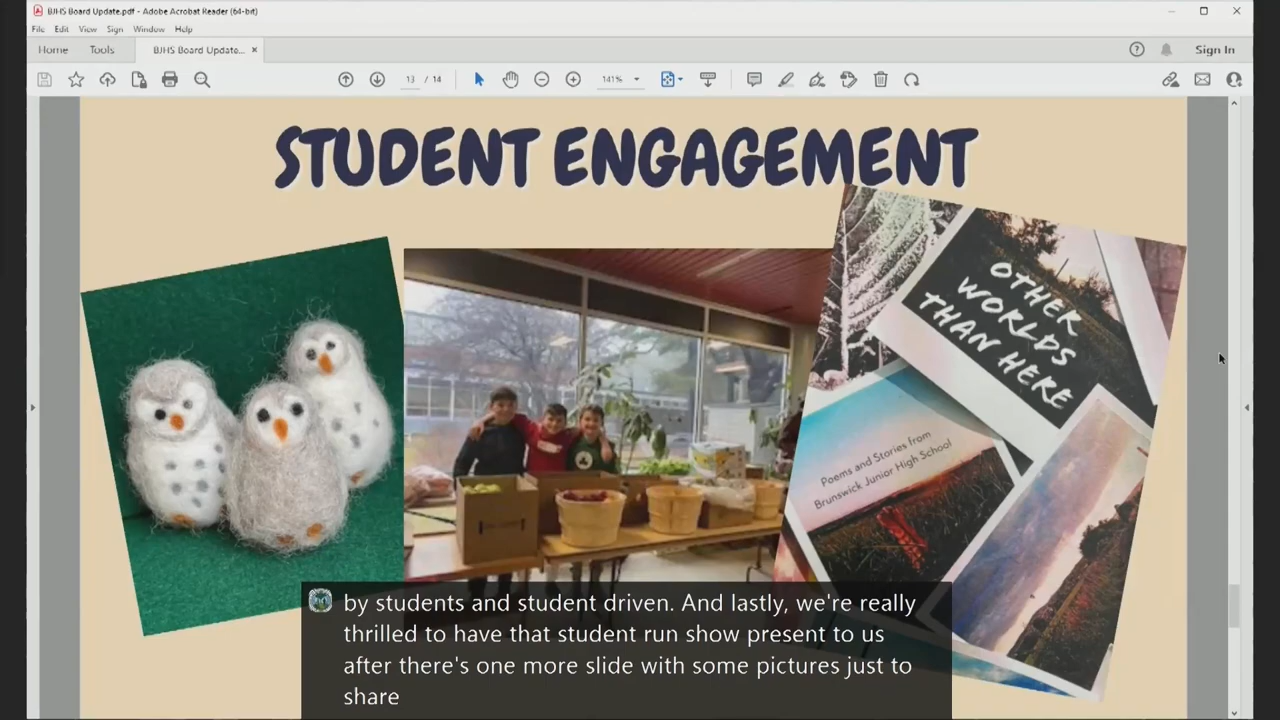 BJHS Board Update.pdf - Adobe Acrobat Reader (64-bit)
File Edit View Sign Window Help
Home Tools BJHS Board Update... × Sign In
13 / 14 141%
STUDENT ENGAGEMENT
OTHER
WORLDS
THAN HERE
Poems and Stories from
Brunswick Junior High School
by students and student driven. And lastly, we're really
thrilled to have that student run show present to us
after there's one more slide with some pictures just to
share